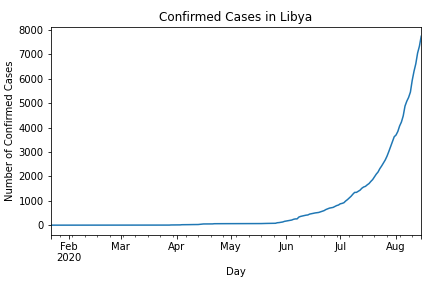 Confirmed Cases in Libya
Number of Confirmed Cases
8000
7000
6000
5000
4000
3000
2000
1000
0
Feb Mar Apr May Jun Jul Aug
2020
Day